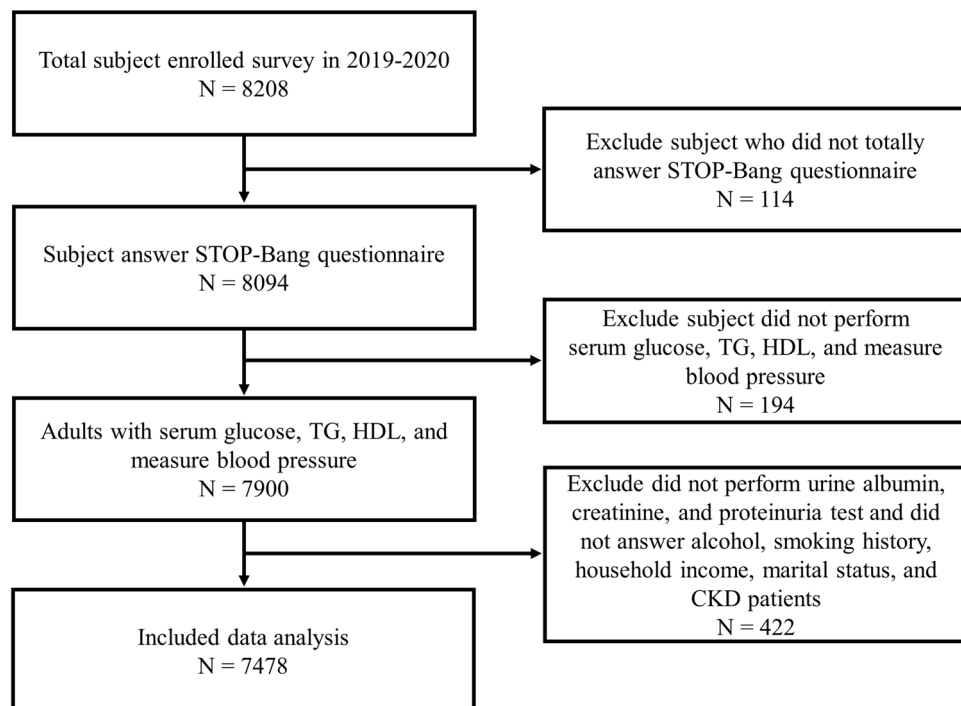 Total subject enrolled survey in 2019-2020
N = 8208
Exclude subject who did not totally
answer STOP-Bang questionnaire
N = 114
Subject answer STOP-Bang questionnaire
N = 8094
Exclude subject did not perform
serum glucose, TG, HDL, and measure
blood pressure
N = 194
Adults with serum glucose, TG, HDL, and
measure blood pressure
N = 7900
Exclude did not perform urine albumin,
creatinine, and proteinuria test and did
not answer alcohol, smoking history,
household income, marital status, and
CKD patients
N = 422
Included data analysis
N = 7478